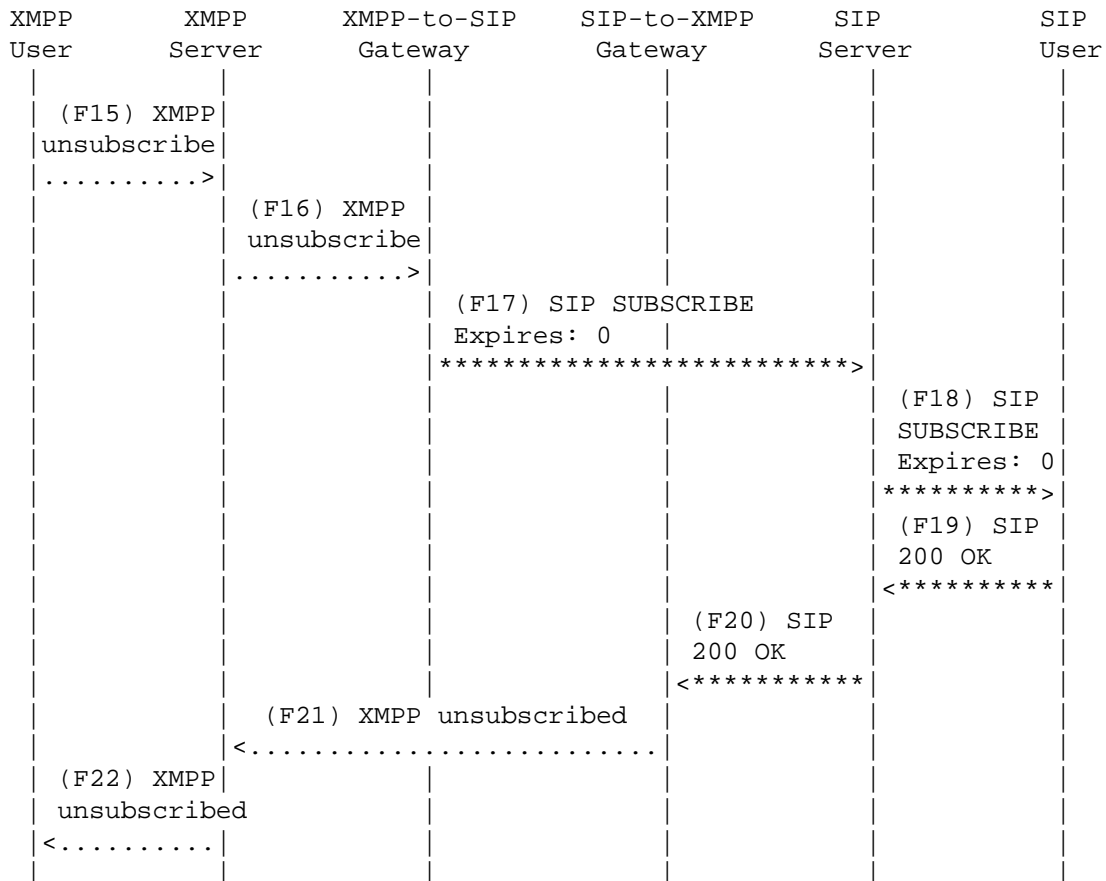 XMPP XMPP XMPP-to-SIP SIP-to-XMPP SIP SIP
User Server Gateway Gateway Server User
(F15) XMPP
unsubscribe
(F16) XMPP
unsubscribe
(F17) SIP SUBSCRIBE
Expires: 0
(F18) SIP
SUBSCRIBE
Expires: 0
(F19) SIP
200 OK
(F20) SIP
200 OK
(F21) XMPP unsubscribed
(F22) XMPP
unsubscribed